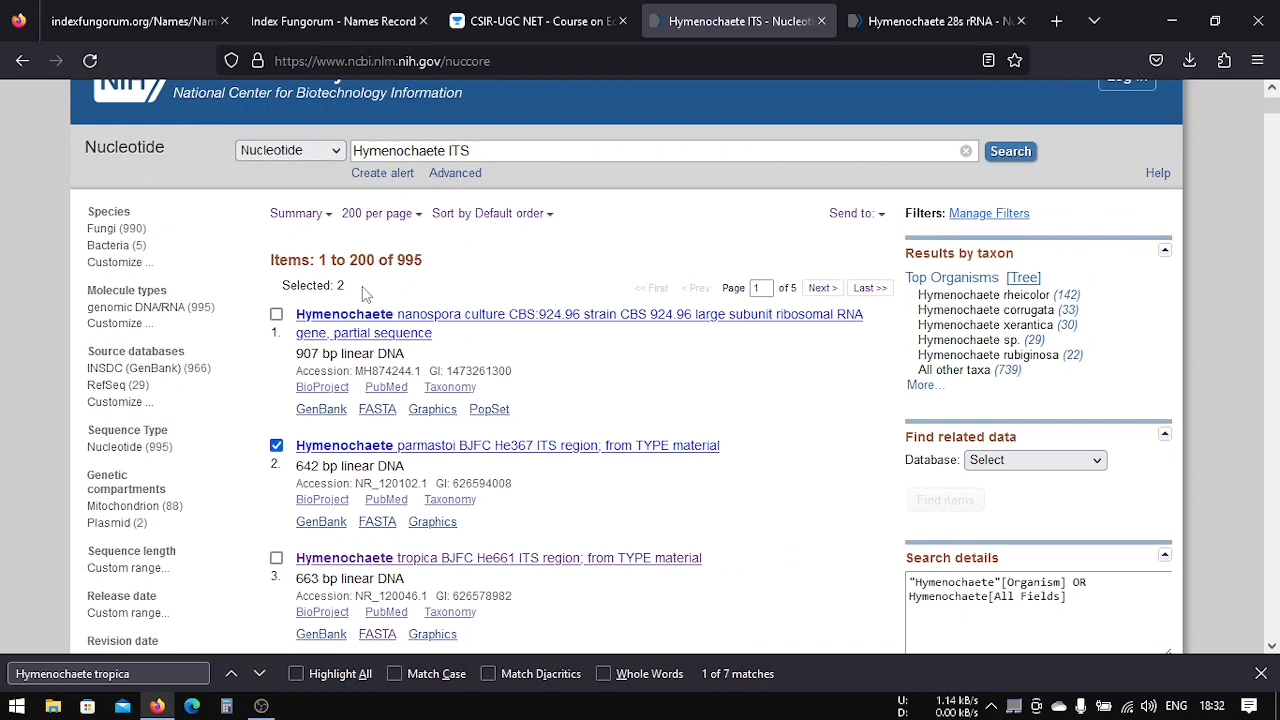 indexfungorum.org/Names/Nam
Index Fungorum - Names Record
CSIR-UGC NET - Course on Ec
Hymenochaete ITS - Nucleoti
Hymenochaete 28s rRNA - Nu
https://www.ncbi.nlm.nih.gov/nuccore
NIH
National Center for Biotechnology Information
Log in
Nucleotide
Nucleotide
Hymenochaete ITS
Search
Create alert
Advanced
Help
Species
Fungi (990)
Bacteria (5)
Customize ...
Molecule types
genomic DNA/RNA (995)
Customize ...
Source databases
INSDC (GenBank) (966)
RefSeq (29)
Customize ...
Sequence Type
Nucleotide (995)
Genetic
compartments
Mitochondrion (88)
Plasmid (2)
Sequence length
Custom range...
Release date
Custom range...
Revision date
Summary
200 per page
Sort by Default order
Send to:
Items: 1 to 200 of 995
Selected: 2
<< First
< Prev
Page 1 of 5
Next >
Last >>
Hymenochaete nanospora culture CBS:924.96 strain CBS 924.96 large subunit ribosomal RNA
1. gene, partial sequence
907 bp linear DNA
Accession: MH874244.1 GI: 1473261300
BioProject PubMed Taxonomy
GenBank FASTA Graphics PopSet
Hymenochaete parmastoi BJFC He367 ITS region; from TYPE material
2. 642 bp linear DNA
Accession: NR_120102.1 GI: 626594008
BioProject PubMed Taxonomy
GenBank FASTA Graphics
Hymenochaete tropica BJFC He661 ITS region; from TYPE material
3. 663 bp linear DNA
Accession: NR_120046.1 GI: 626578982
BioProject PubMed Taxonomy
GenBank FASTA Graphics
Filters: Manage Filters
Results by taxon
Top Organisms [Tree]
Hymenochaete rheicolor (142)
Hymenochaete corrugata (33)
Hymenochaete xerantica (30)
Hymenochaete sp. (29)
Hymenochaete rubiginosa (22)
All other taxa (739)
More...
Find related data
Database: Select
Find items
Search details
"Hymenochaete"[Organism] OR
Hymenochaete[All Fields]
Hymenochaete tropica
Highlight All
Match Case
Match Diacritics
Whole Words
1 of 7 matches
U: 1.14 kB/s
D: 0.00 kB/s
ENG
18:32